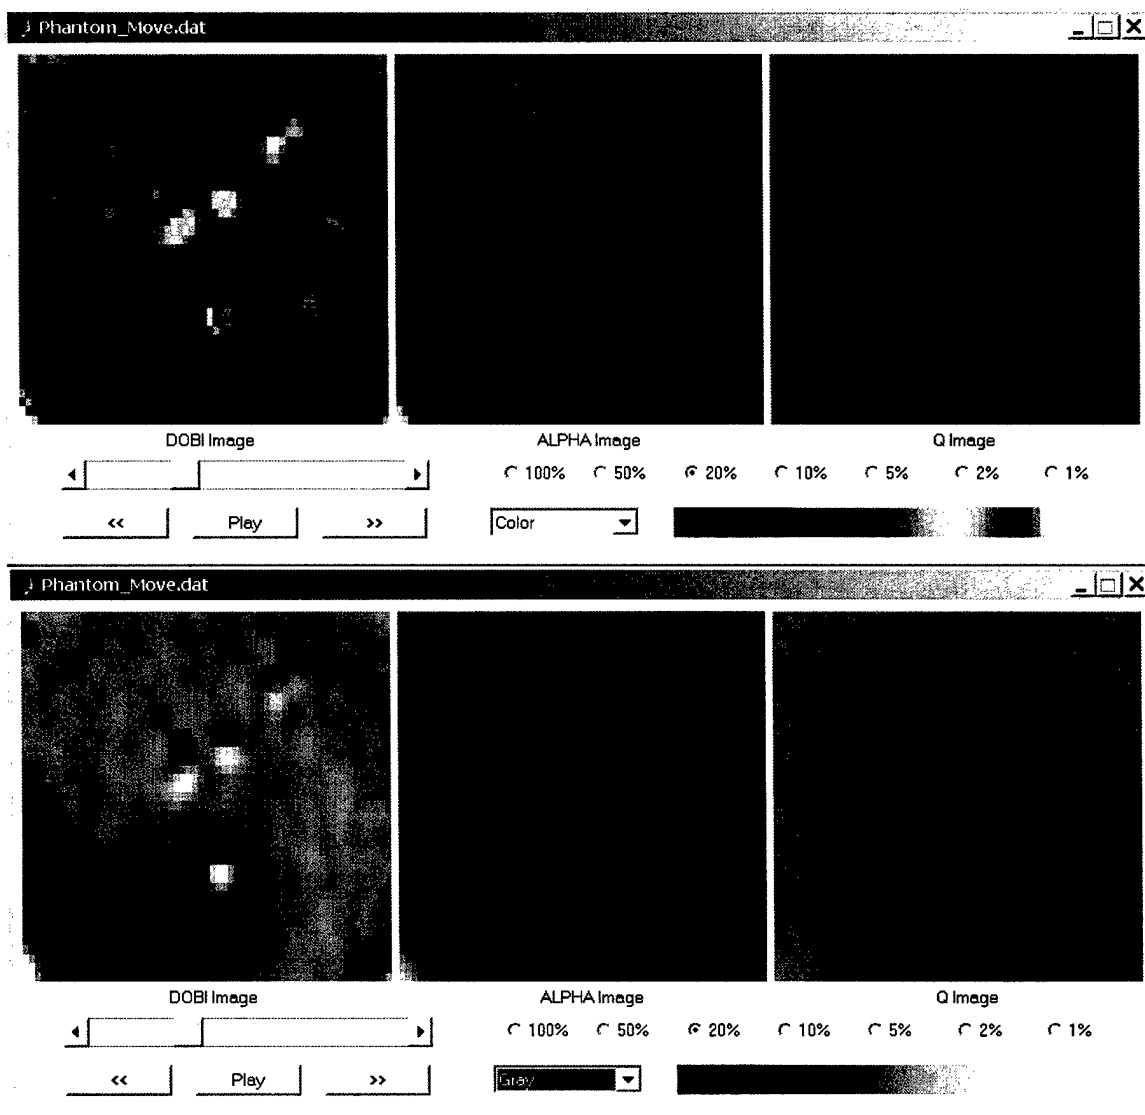 Phantom_Move.dat
DOBI Image ALPHA Image Q Image
100% 50% 20% 10% 5% 2% 1%
<< Play >> Color
Phantom_Move.dat
DOBI Image ALPHA Image Q Image
100% 50% 20% 10% 5% 2% 1%
<< Play >> Gray